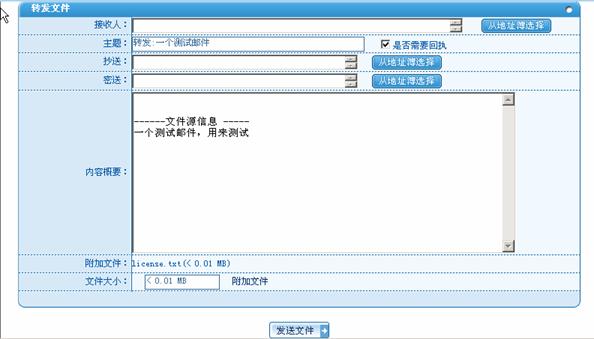 转发文件
接收人： 从地址簿选择
主题： 转发:一个测试邮件 是否需要回执
抄送： 从地址簿选择
密送： 从地址簿选择
------文件源信息 -----
一个测试邮件，用来测试
内容概要：
附加文件： license.txt(< 0.01 MB)
文件大小： < 0.01 MB 附加文件
发送文件